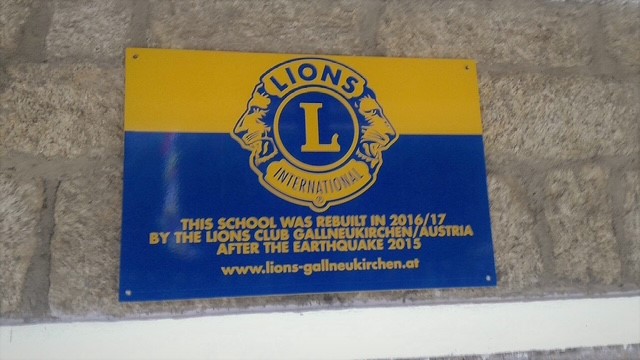 LIONS
L
INTERNATIONAL
®
THIS SCHOOL WAS REBUILT IN 2016/17
BY THE LIONS CLUB GALLNEUKIRCHEN/AUSTRIA
AFTER THE EARTHQUAKE 2015
www.lions-gallneukirchen.at